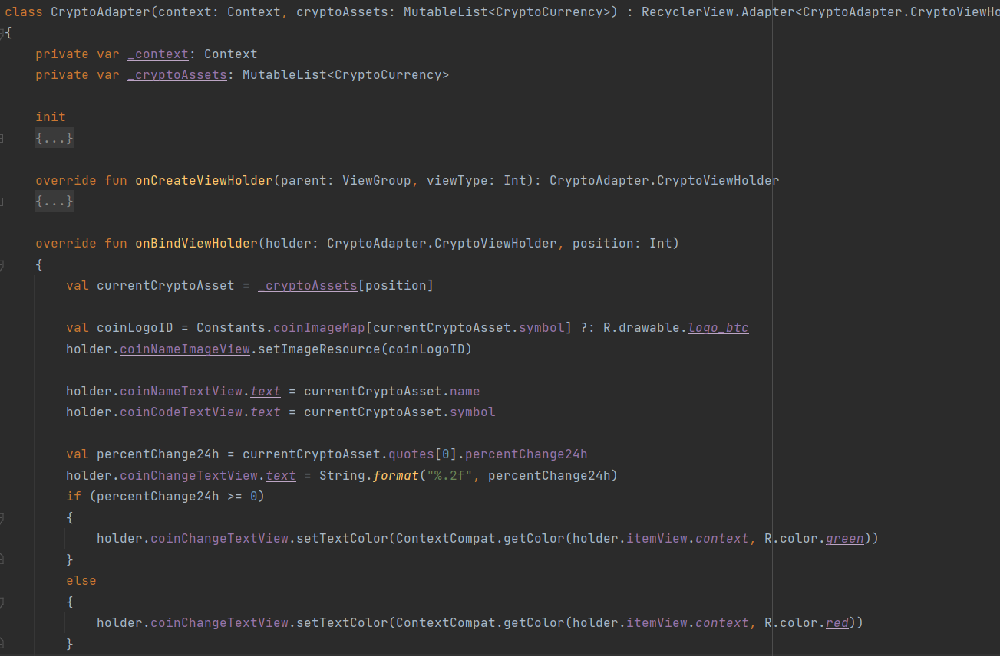 class CryptoAdapter(context: Context, cryptoAssets: MutableList<CryptoCurrency>) : RecyclerView.Adapter<CryptoAdapter.CryptoViewHo
{
    private var _context: Context
    private var _cryptoAssets: MutableList<CryptoCurrency>
    init
    {...}
    override fun onCreateViewHolder(parent: ViewGroup, viewType: Int): CryptoAdapter.CryptoViewHolder
    {...}
    override fun onBindViewHolder(holder: CryptoAdapter.CryptoViewHolder, position: Int)
    {
        val currentCryptoAsset = _cryptoAssets[position]
        val coinLogoID = Constants.coinImageMap[currentCryptoAsset.symbol] ?: R.drawable.logo_btc
        holder.coinNameImageView.setImageResource(coinLogoID)
        holder.coinNameTextView.text = currentCryptoAsset.name
        holder.coinCodeTextView.text = currentCryptoAsset.symbol
        val percentChange24h = currentCryptoAsset.quotes[0].percentChange24h
        holder.coinChangeTextView.text = String.format("%.2f", percentChange24h)
        if (percentChange24h >= 0)
        {
            holder.coinChangeTextView.setTextColor(ContextCompat.getColor(holder.itemView.context, R.color.green))
        }
        else
        {
            holder.coinChangeTextView.setTextColor(ContextCompat.getColor(holder.itemView.context, R.color.red))
        }